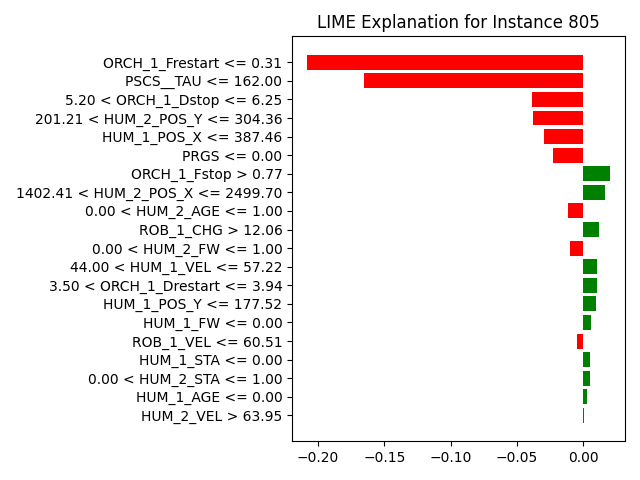 LIME Explanation for Instance 805
ORCH_1_Frestart <= 0.31
PSCS__TAU <= 162.00
5.20 < ORCH_1_Dstop <= 6.25
201.21 < HUM_2_POS_Y <= 304.36
HUM_1_POS_X <= 387.46
PRGS <= 0.00
ORCH_1_Fstop > 0.77
1402.41 < HUM_2_POS_X <= 2499.70
0.00 < HUM_2_AGE <= 1.00
ROB_1_CHG > 12.06
0.00 < HUM_2_FW <= 1.00
44.00 < HUM_1_VEL <= 57.22
3.50 < ORCH_1_Drestart <= 3.94
HUM_1_POS_Y <= 177.52
HUM_1_FW <= 0.00
ROB_1_VEL <= 60.51
HUM_1_STA <= 0.00
0.00 < HUM_2_STA <= 1.00
HUM_1_AGE <= 0.00
HUM_2_VEL > 63.95
−0.20 −0.15 −0.10 −0.05 0.00